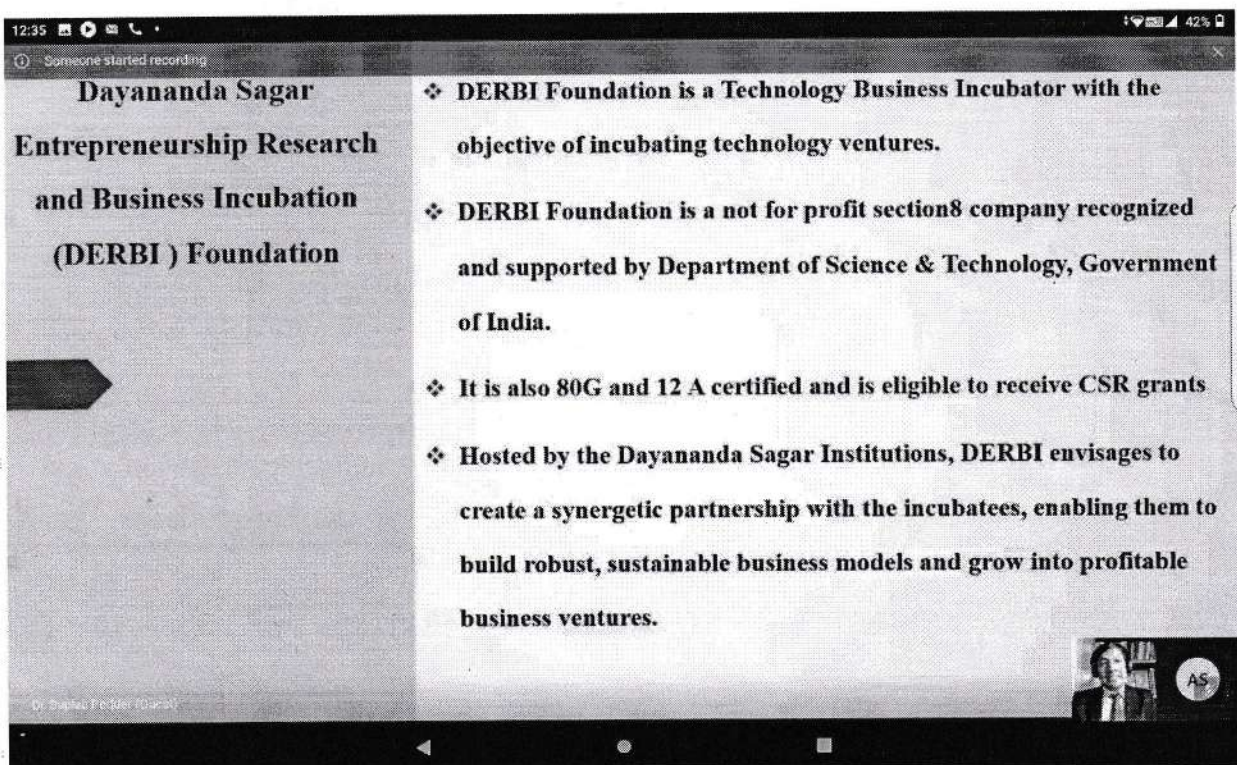 12:35
42%
Someone started recording
Dayananda Sagar
Entrepreneurship Research
and Business Incubation
(DERBI ) Foundation
❖ DERBI Foundation is a Technology Business Incubator with the
objective of incubating technology ventures.
❖ DERBI Foundation is a not for profit section8 company recognized
and supported by Department of Science & Technology, Government
of India.
❖ It is also 80G and 12 A certified and is eligible to receive CSR grants
❖ Hosted by the Dayananda Sagar Institutions, DERBI envisages to
create a synergetic partnership with the incubatees, enabling them to
build robust, sustainable business models and grow into profitable
business ventures.
AS
Dr.